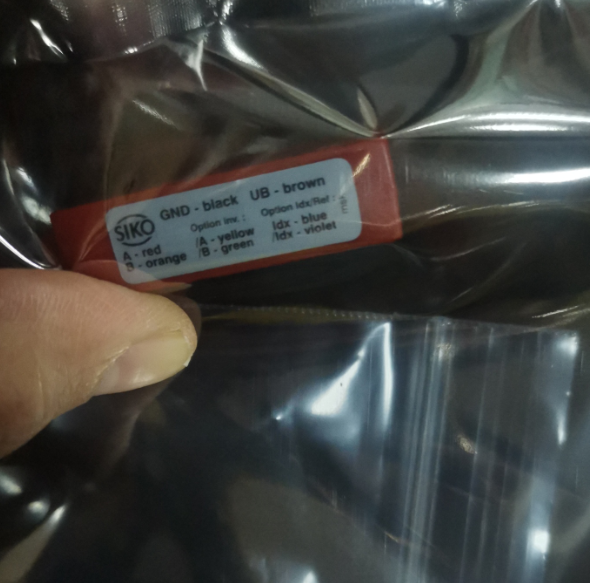 SIKO
GND - black UB - brown
Option inv. : Option Idx/Ref :
A - red /A - yellow Idx - blue
B - orange /B - green /Idx - violet